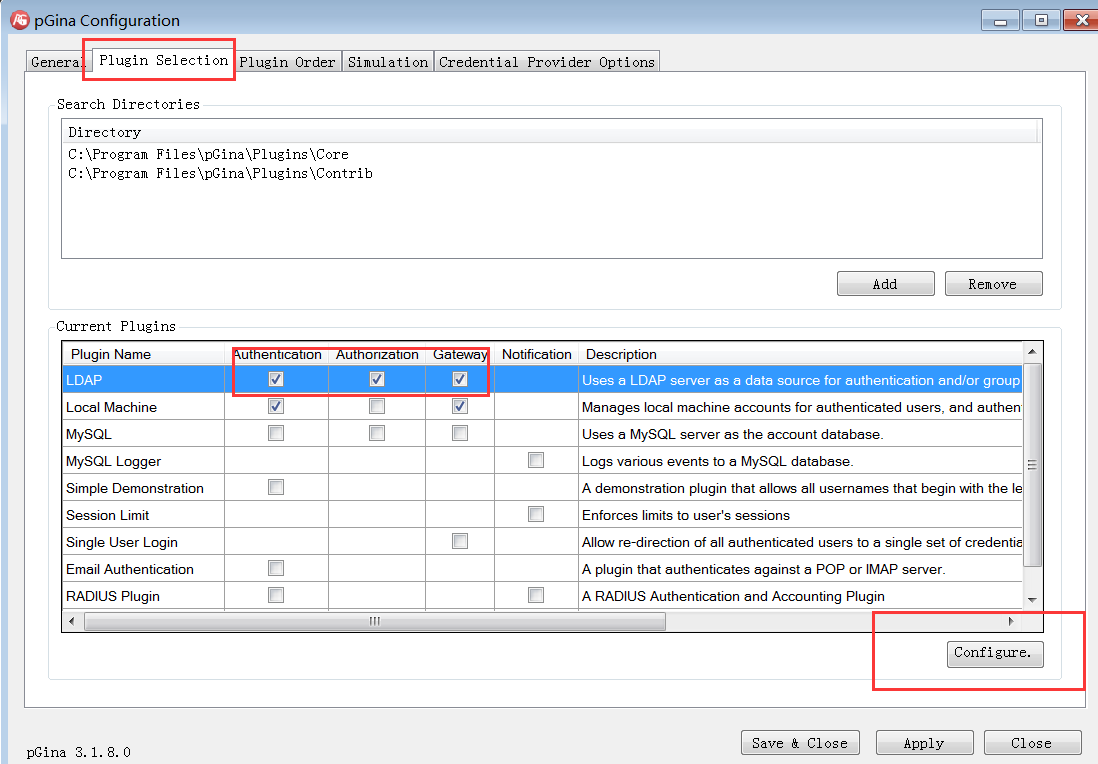 pGina Configuration
General Plugin Selection Plugin Order Simulation Credential Provider Options
Search Directories
Directory
C:\Program Files\pGina\Plugins\Core
C:\Program Files\pGina\Plugins\Contrib
Add Remove
Current Plugins
Plugin Name Authentication Authorization Gateway Notification Description
LDAP Uses a LDAP server as a data source for authentication and/or group
Local Machine Manages local machine accounts for authenticated users, and authen
MySQL Uses a MySQL server as the account database.
MySQL Logger Logs various events to a MySQL database.
Simple Demonstration A demonstration plugin that allows all usernames that begin with the le
Session Limit Enforces limits to user's sessions
Single User Login Allow re-direction of all authenticated users to a single set of credentia
Email Authentication A plugin that authenticates against a POP or IMAP server.
RADIUS Plugin A RADIUS Authentication and Accounting Plugin
Configure.
pGina 3.1.8.0 Save & Close Apply Close